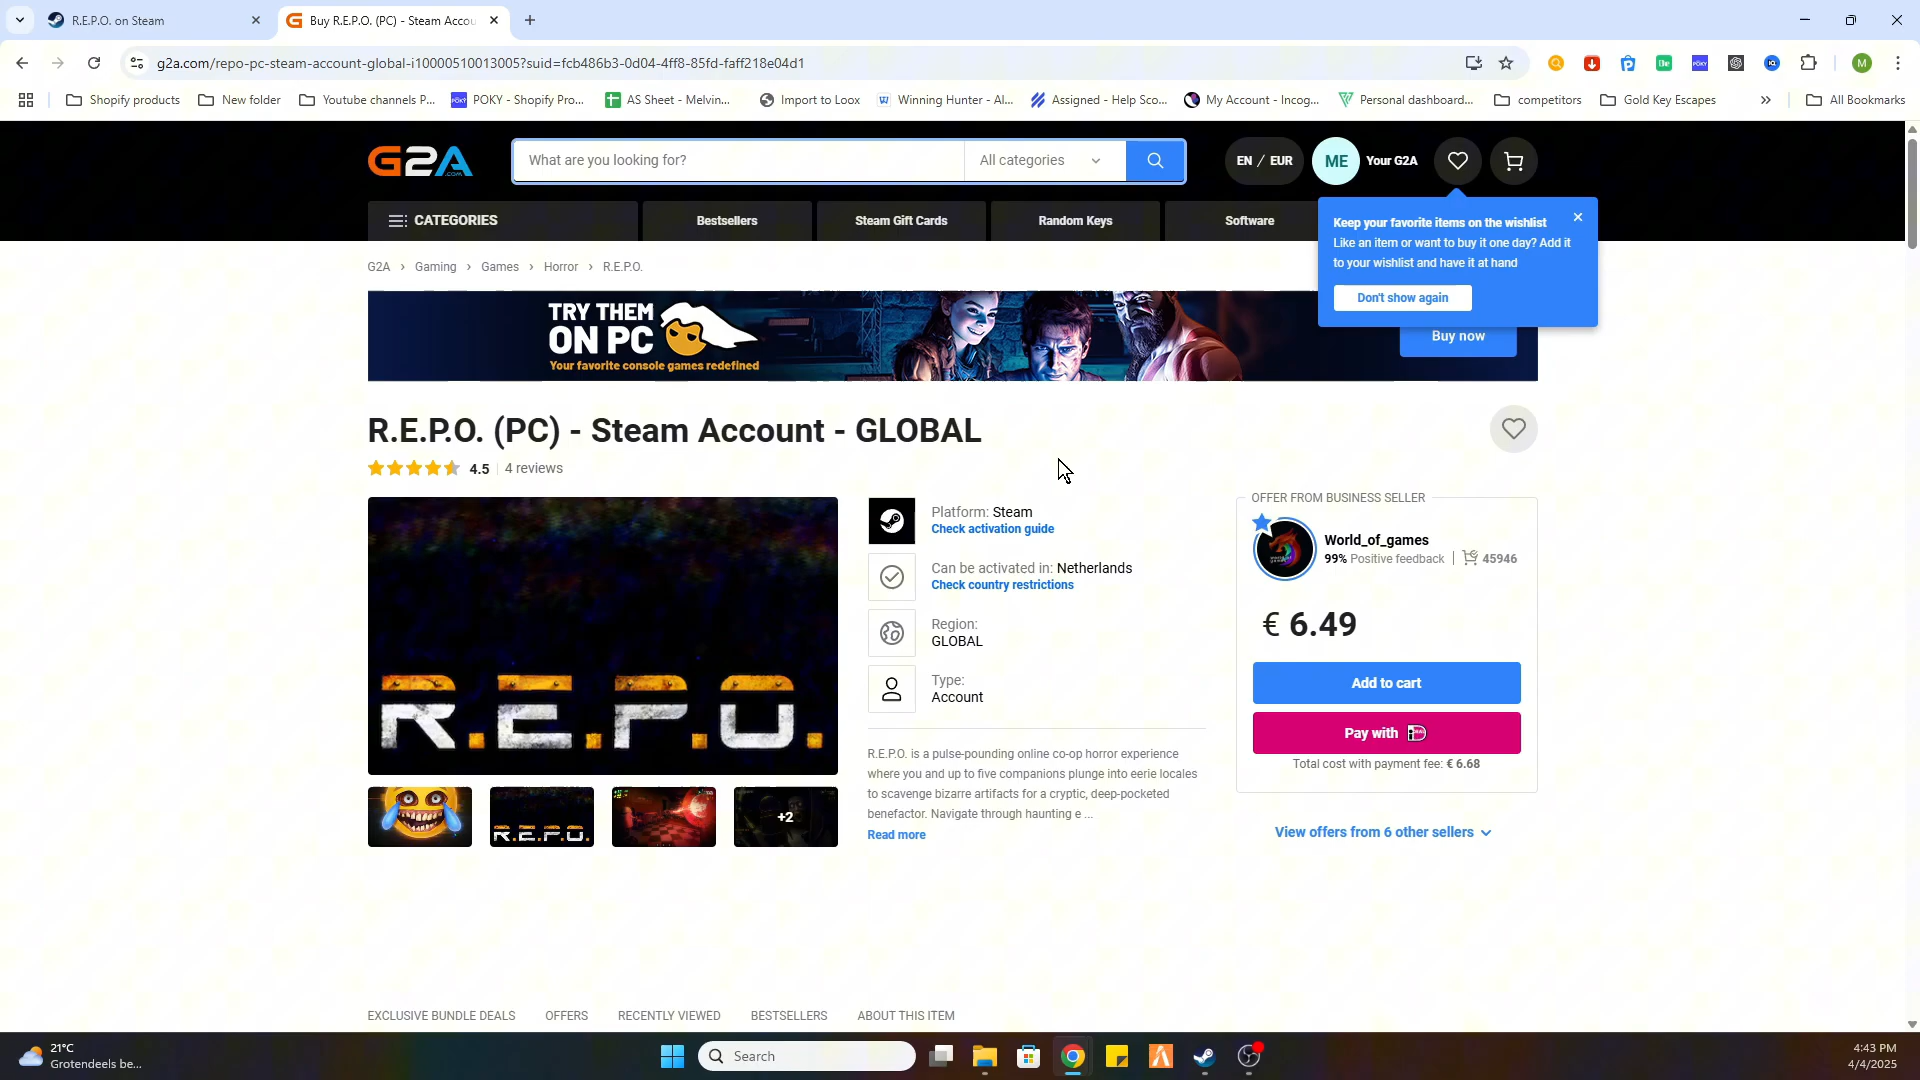 R.E.P.O. on Steam
Buy R.E.P.O. (PC) - Steam Accou
g2a.com/repo-pc-steam-account-global-i10000510013005?suid=fcb486b3-0d04-4ff8-85fd-faff218e04d1
M
Shopify products
New folder
Youtube channels P...
POKY - Shopify Pro...
AS Sheet - Melvin...
Import to Loox
Winning Hunter - AI...
Assigned - Help Sco...
My Account - Incog...
Personal dashboard...
competitors
Gold Key Escapes
»
All Bookmarks
G2A.COM
What are you looking for?
All categories
EN / EUR
ME
Your G2A
CATEGORIES
Bestsellers
Steam Gift Cards
Random Keys
Software
Keep your favorite items on the wishlist
Like an item or want to buy it one day? Add it
to your wishlist and have it at hand
Don't show again
G2A › Gaming › Games › Horror › R.E.P.O.
TRY THEM
ON PC
Your favorite console games redefined
Buy now
R.E.P.O. (PC) - Steam Account - GLOBAL
4.5
4 reviews
R.E.P.O.
R.E.P.O.
+2
Platform: Steam
Check activation guide
Can be activated in: Netherlands
Check country restrictions
Region:
GLOBAL
Type:
Account
R.E.P.O. is a pulse-pounding online co-op horror experience
where you and up to five companions plunge into eerie locales
to scavenge bizarre artifacts for a cryptic, deep-pocketed
benefactor. Navigate through haunting e ...
Read more
OFFER FROM BUSINESS SELLER
World_of_games
99% Positive feedback
45946
€ 6.49
Add to cart
Pay with
Total cost with payment fee: € 6.68
View offers from 6 other sellers
EXCLUSIVE BUNDLE DEALS
OFFERS
RECENTLY VIEWED
BESTSELLERS
ABOUT THIS ITEM
21°C
Grotendeels be...
Search
4:43 PM
4/4/2025